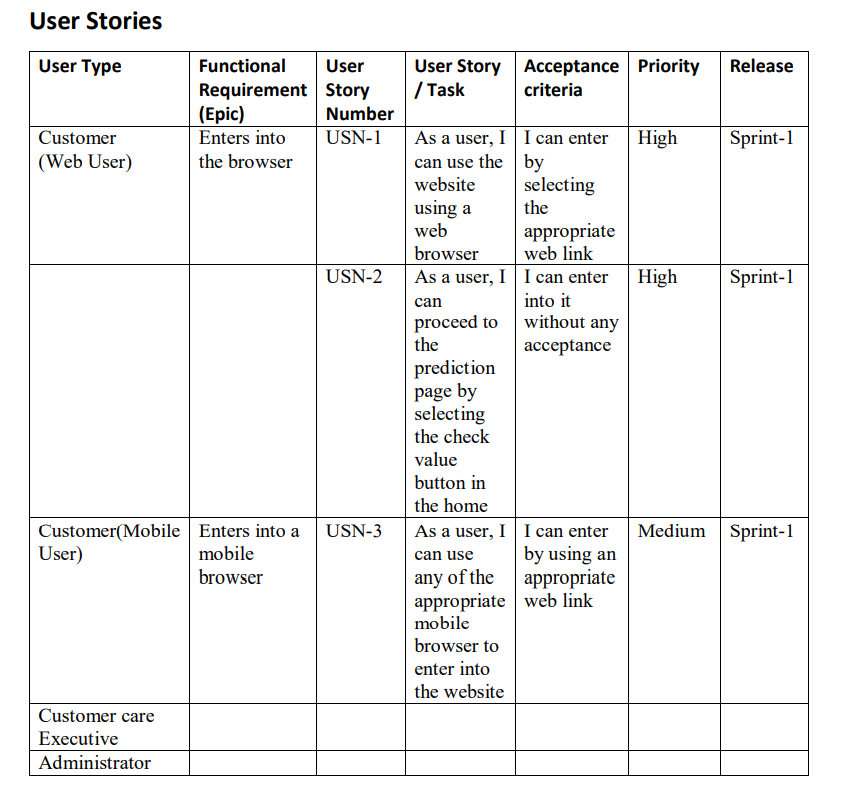 User Stories
User Type
Functional
Requirement
(Epic)
User
Story
Number
User Story
/ Task
Acceptance
criteria
Priority
Release
Customer
(Web User)
Enters into
the browser
USN-1
As a user, I
can use the
website
using a
web
browser
I can enter
by
selecting
the
appropriate
web link
High
Sprint-1
USN-2
As a user, I
can
proceed to
the
prediction
page by
selecting
the check
value
button in
the home
I can enter
into it
without any
acceptance
High
Sprint-1
Customer(Mobile
User)
Enters into a
mobile
browser
USN-3
As a user, I
can use
any of the
appropriate
mobile
browser to
enter into
the website
I can enter
by using an
appropriate
web link
Medium
Sprint-1
Customer care
Executive
Administrator